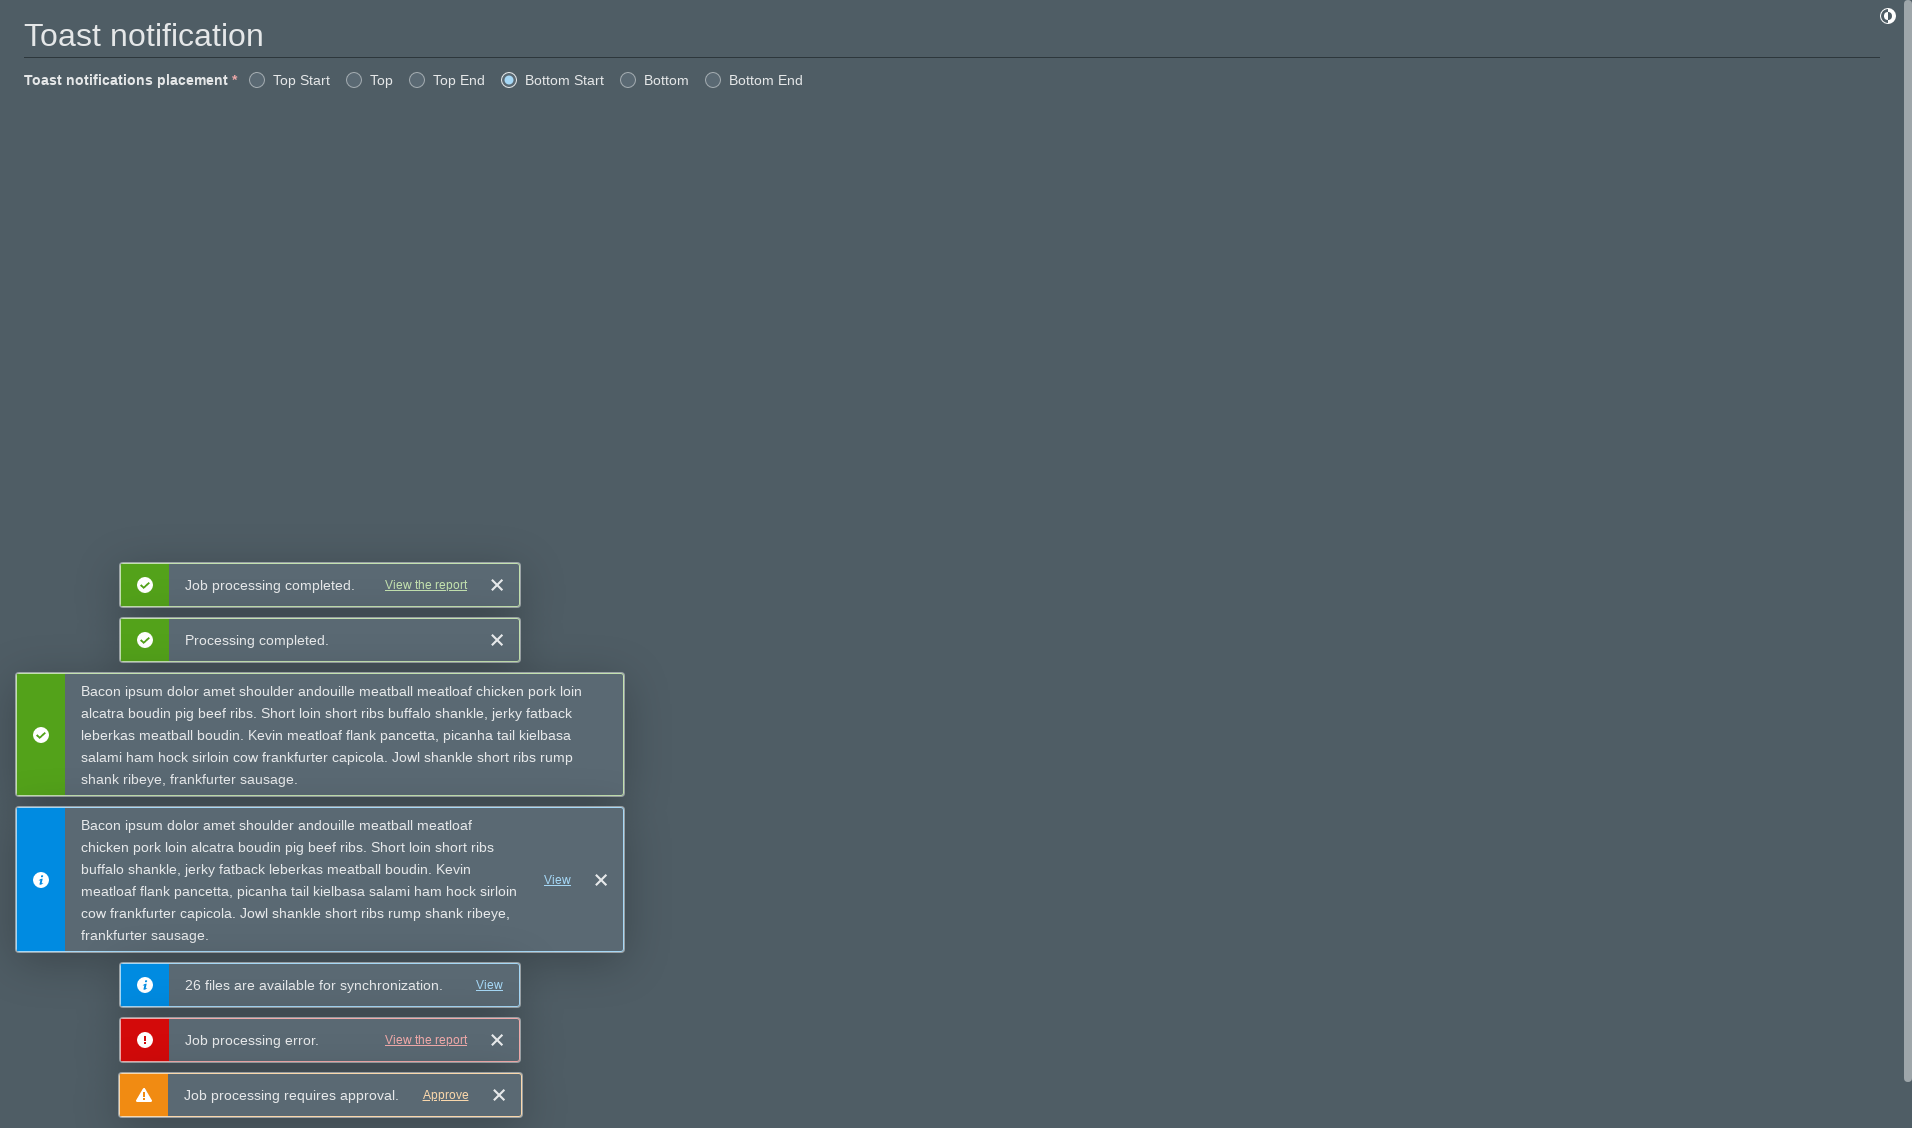 Toast notification
Toast notifications placement * Top Start Top Top End Bottom Start Bottom Bottom End
Job processing completed. View the report
Processing completed.
Bacon ipsum dolor amet shoulder andouille meatball meatloaf chicken pork loin
alcatra boudin pig beef ribs. Short loin short ribs buffalo shankle, jerky fatback
leberkas meatball boudin. Kevin meatloaf flank pancetta, picanha tail kielbasa
salami ham hock sirloin cow frankfurter capicola. Jowl shankle short ribs rump
shank ribeye, frankfurter sausage.
Bacon ipsum dolor amet shoulder andouille meatball meatloaf
chicken pork loin alcatra boudin pig beef ribs. Short loin short ribs
buffalo shankle, jerky fatback leberkas meatball boudin. Kevin
meatloaf flank pancetta, picanha tail kielbasa salami ham hock sirloin
cow frankfurter capicola. Jowl shankle short ribs rump shank ribeye,
frankfurter sausage.
View
26 files are available for synchronization. View
Job processing error. View the report
Job processing requires approval. Approve